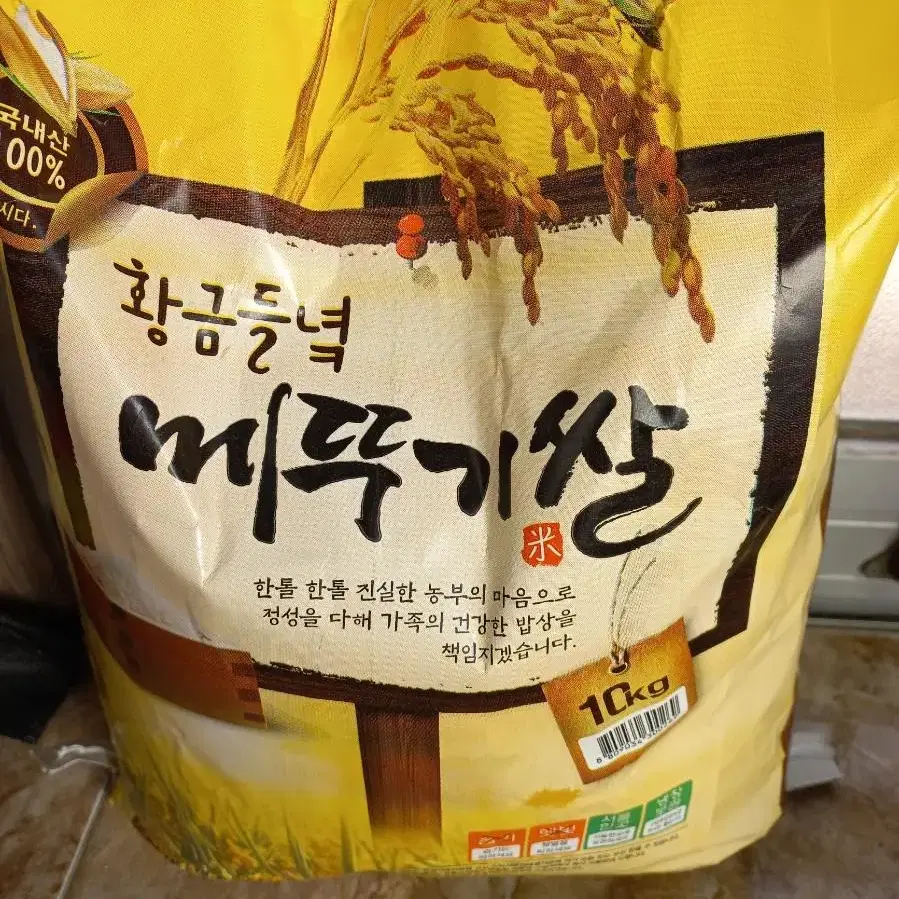 국내산
00%
시다.
황금들녘
메뚜기쌀
米
한톨 한톨 진실한 농부의 마음으로
정성을 다해 가족의 건강한 밥상을
책임지겠습니다.
10kg